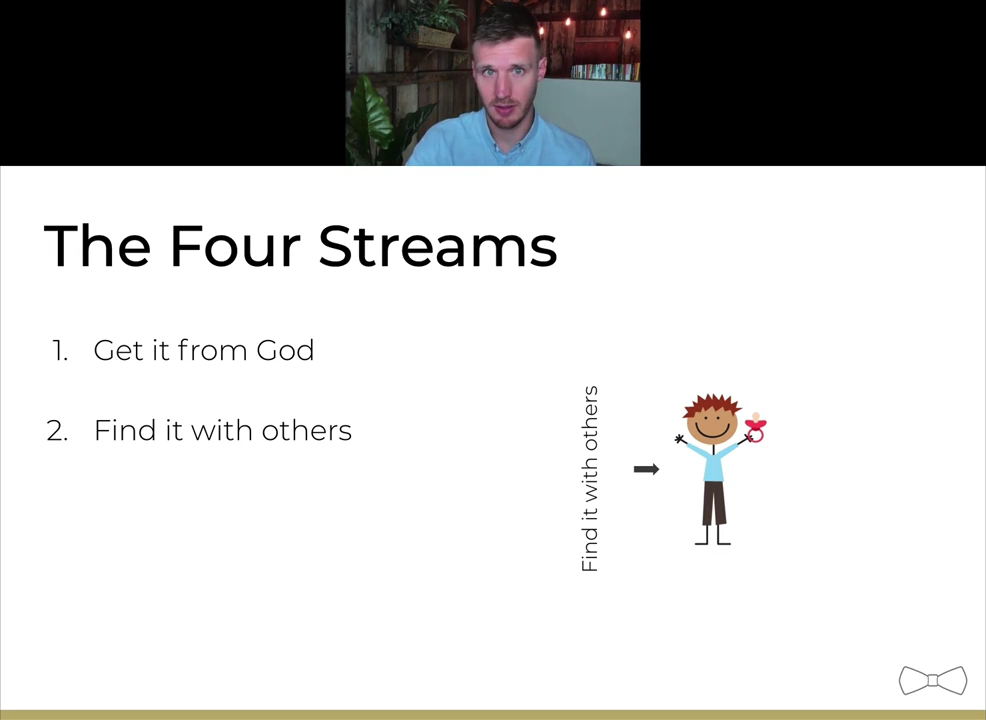 The Four Streams
1. Get it from God
2. Find it with others
Find it with others